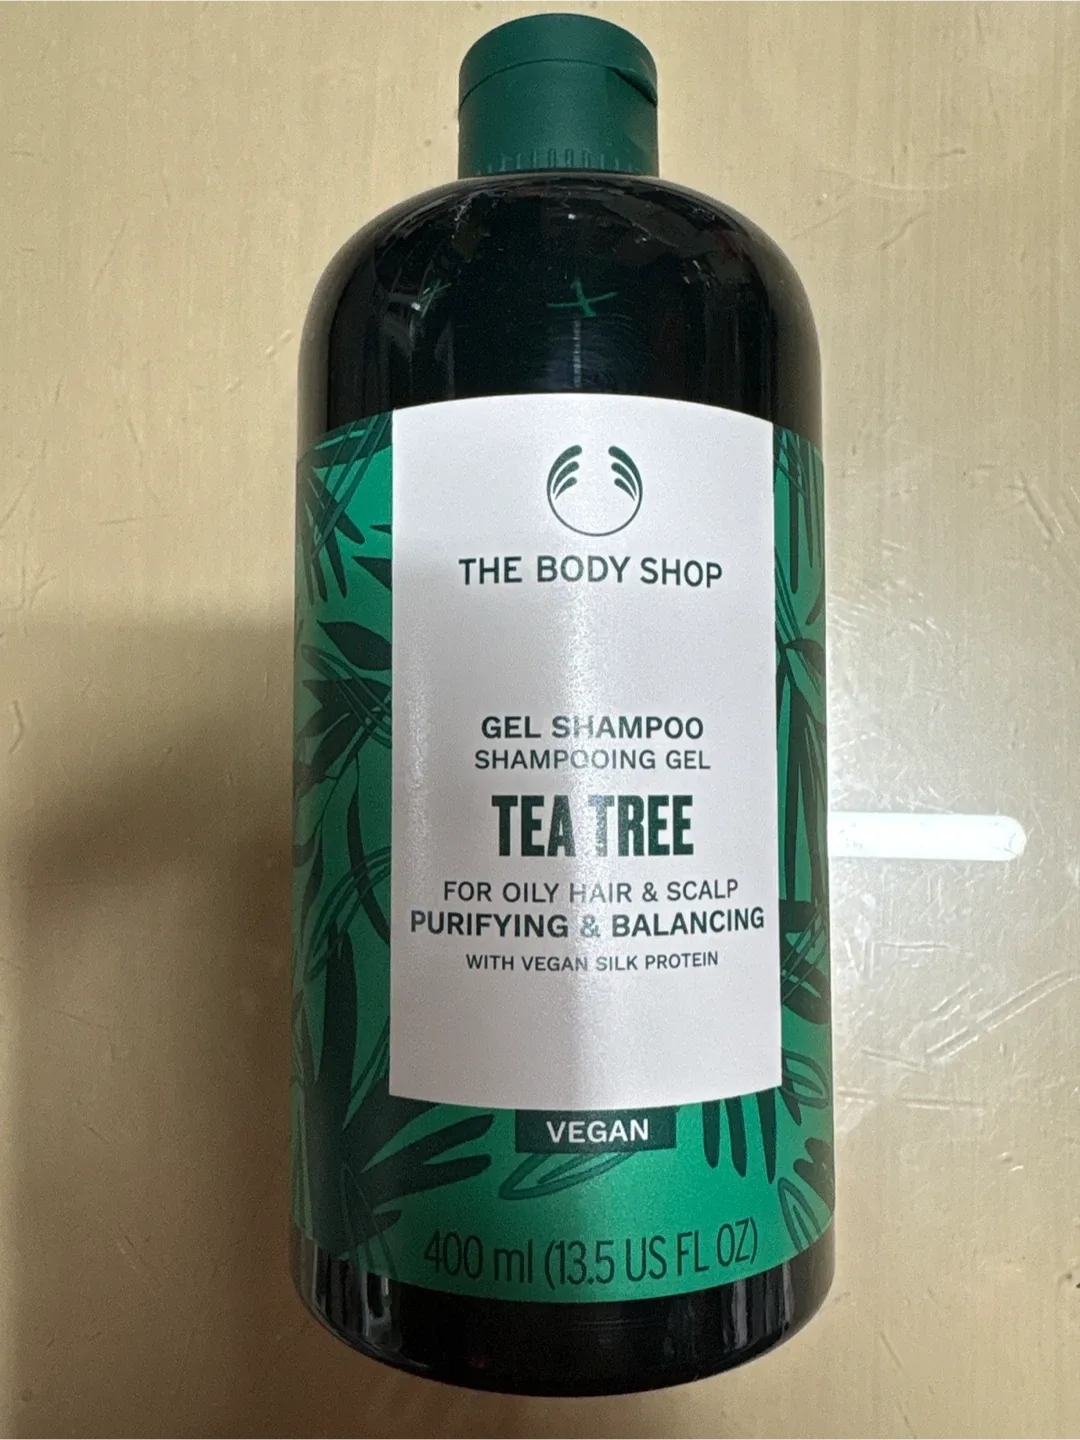 THE BODY SHOP
GEL SHAMPOO
SHAMPOOING GEL
TEA TREE
FOR OILY HAIR & SCALP
PURIFYING & BALANCING
WITH VEGAN SILK PROTEIN
VEGAN
400 ml (13.5 US FL OZ)